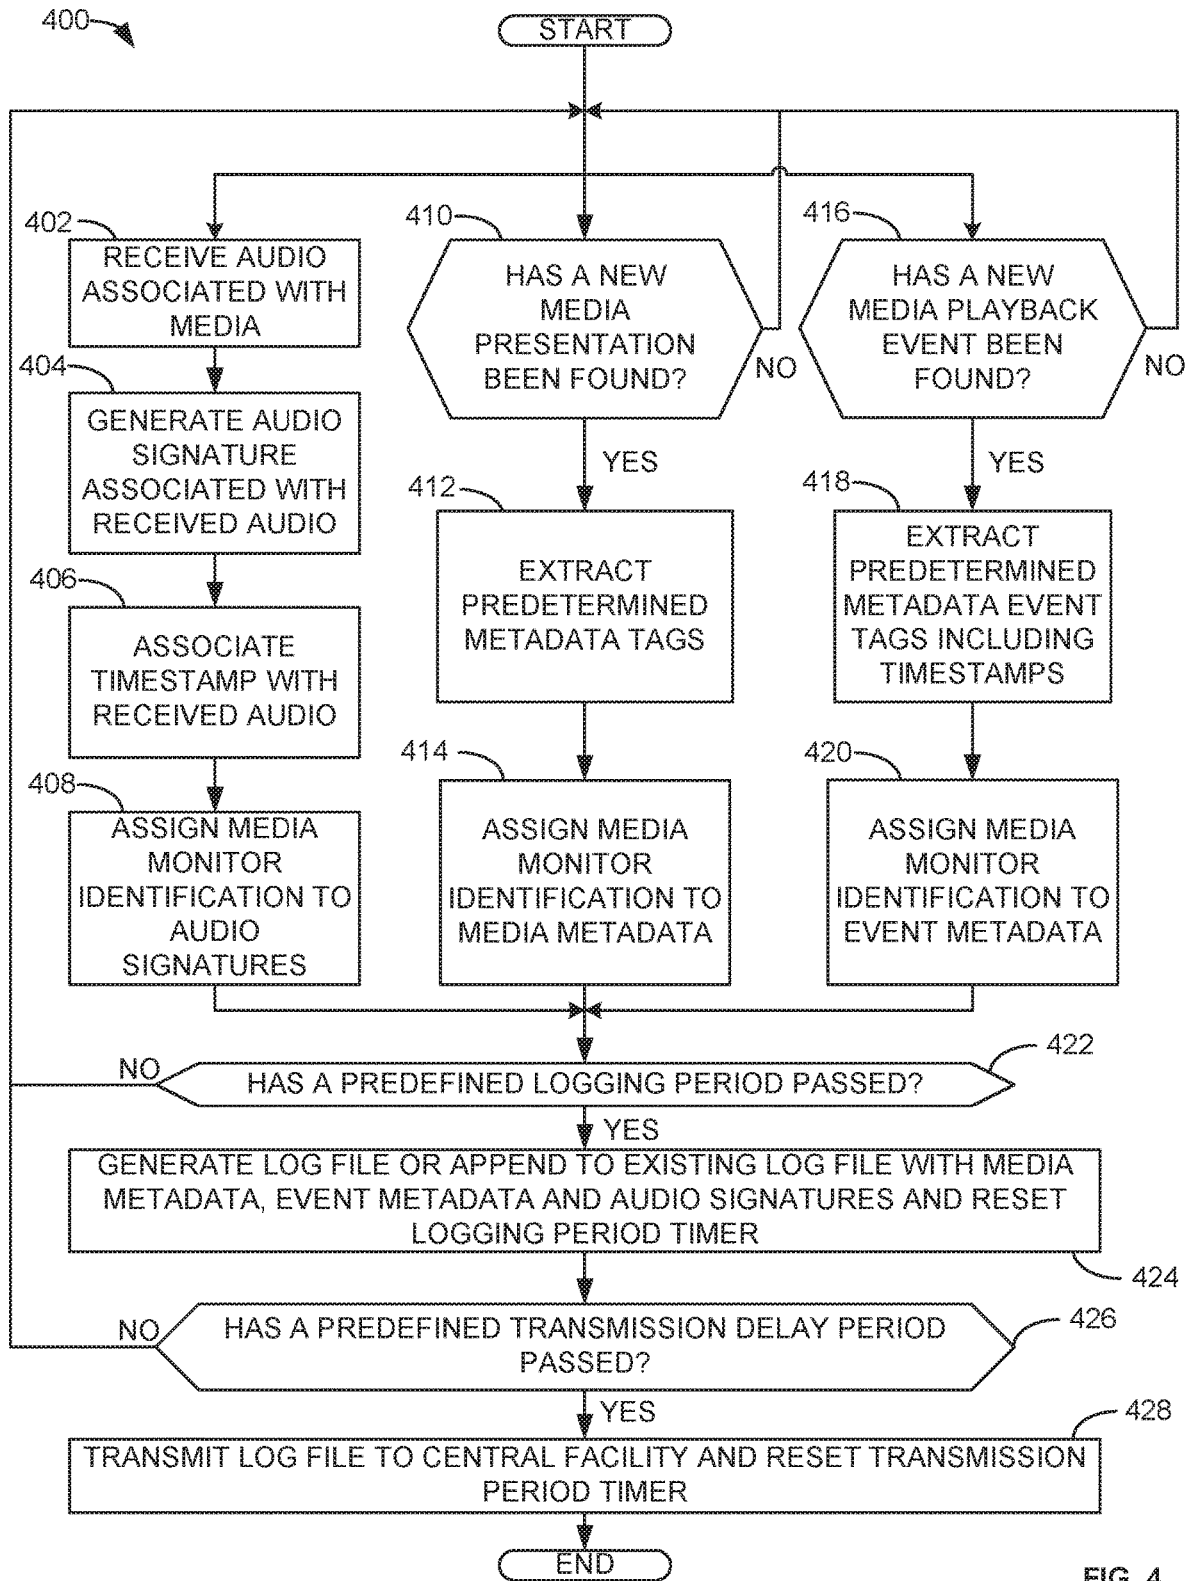 400
START
402
RECEIVE AUDIO
ASSOCIATED WITH
MEDIA
404
GENERATE AUDIO
SIGNATURE
ASSOCIATED WITH
RECEIVED AUDIO
406
ASSOCIATE
TIMESTAMP WITH
RECEIVED AUDIO
408
ASSIGN MEDIA
MONITOR
IDENTIFICATION TO
AUDIO
SIGNATURES
410
HAS A NEW
MEDIA
PRESENTATION
BEEN FOUND?
NO
YES
412
EXTRACT
PREDETERMINED
METADATA TAGS
414
ASSIGN MEDIA
MONITOR
IDENTIFICATION TO
MEDIA METADATA
416
HAS A NEW
MEDIA PLAYBACK
EVENT BEEN
FOUND?
NO
YES
418
EXTRACT
PREDETERMINED
METADATA EVENT
TAGS INCLUDING
TIMESTAMPS
420
ASSIGN MEDIA
MONITOR
IDENTIFICATION TO
EVENT METADATA
422
NO
HAS A PREDEFINED LOGGING PERIOD PASSED?
YES
GENERATE LOG FILE OR APPEND TO EXISTING LOG FILE WITH MEDIA
METADATA, EVENT METADATA AND AUDIO SIGNATURES AND RESET
LOGGING PERIOD TIMER
424
NO
HAS A PREDEFINED TRANSMISSION DELAY PERIOD
PASSED?
426
YES
428
TRANSMIT LOG FILE TO CENTRAL FACILITY AND RESET TRANSMISSION
PERIOD TIMER
END
FIG. 4